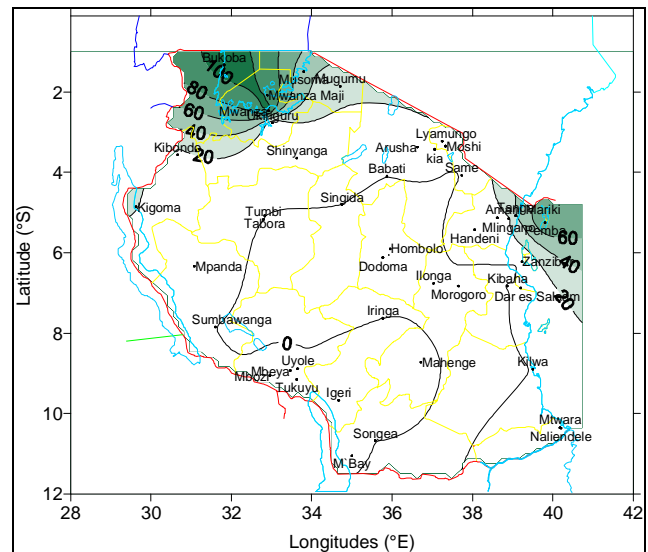 Bukoba
100
80
60
40
20
Musoma
Mugumu
Mwanza Maji
Mwanza
Kibondo
Shinyanga
Lyamungo
Arusha
Moshi
kia
Babati
Same
Kigoma
Singida
Tumbi
Tabora
Amani
Tanga
Mariki
Mlingano
Pemba
60
Handeni
Hombolo
Dodoma
Zanzibar
40
Mpanda
Ilonga
Kibaha
Morogoro
Dar es Salaam
20
Sumbawanga
Iringa
0
Uyole
Mbeya
Mbozi
Tukuyu
Mahenge
Kilwa
Igeri
Songea
Mtwara
Naliendele
M`Bay
2
4
6
8
10
12
28
30
32
34
36
38
40
42
Latitude (°S)
Longitudes (°E)